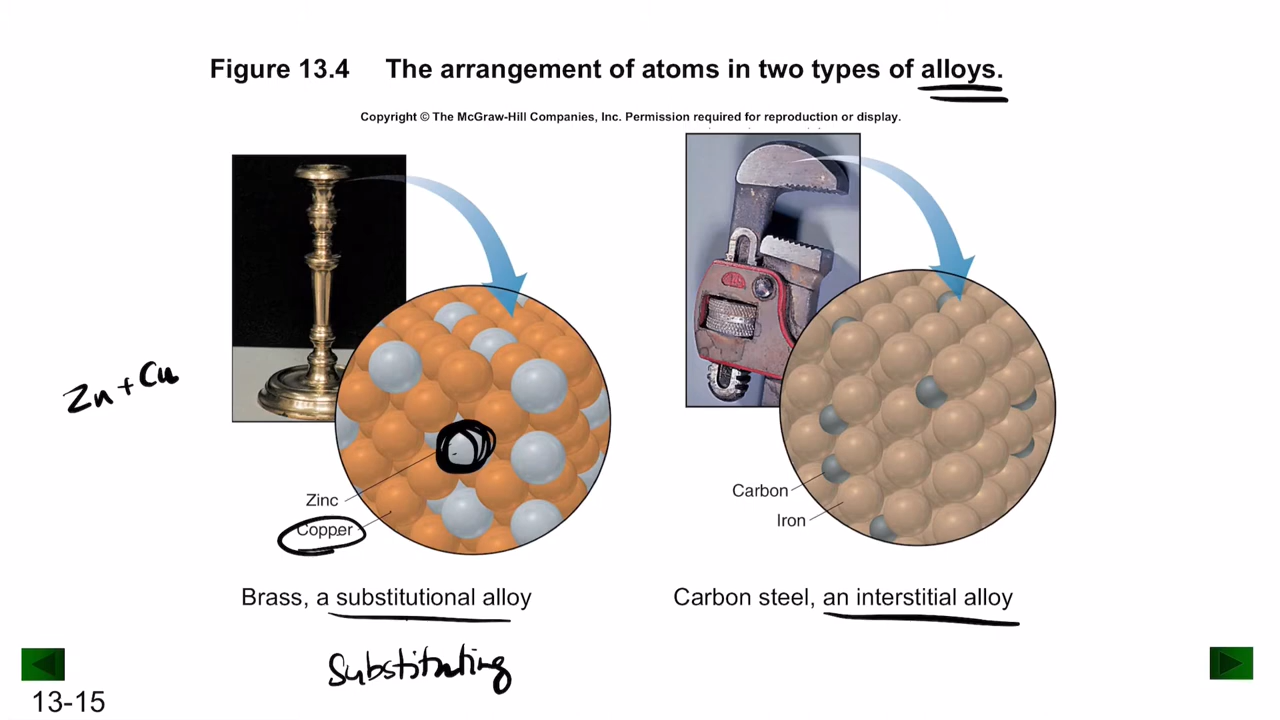 Figure 13.4 The arrangement of atoms in two types of alloys.
Copyright © The McGraw-Hill Companies, Inc. Permission required for reproduction or display.
Zn + Cu
Zinc
Copper
Carbon
Iron
Brass, a substitutional alloy
Carbon steel, an interstitial alloy
Substituting
13-15